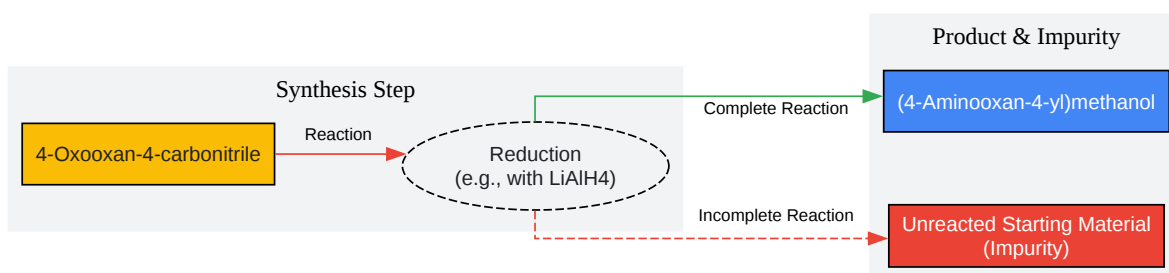 Product & Impurity
Synthesis Step
(4-Aminooxan-4-yl)methanol
Complete Reaction
Reaction
4-Oxooxan-4-carbonitrile
Reduction
(e.g., with LiAlH4)
Incomplete Reaction
Unreacted Starting Material
(Impurity)